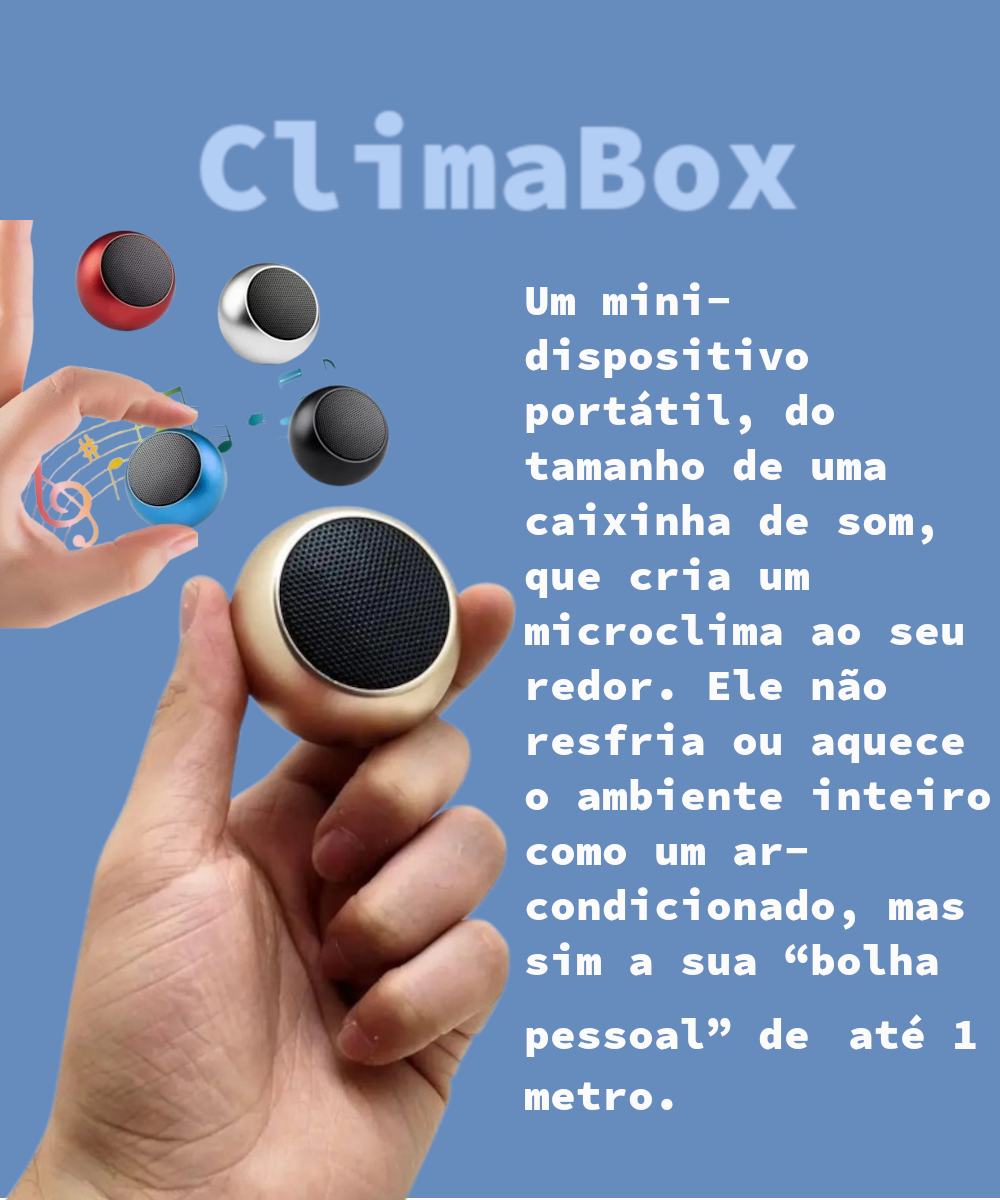 ClimaBox
Um mini-
dispositivo
portátil, do
tamanho de uma
caixinha de som,
que cria um
microclima ao seu
redor. Ele não
resfria ou aquece
o ambiente inteiro
como um ar-
condicionado, mas
sim a sua “bolha
pessoal” de até 1
metro.